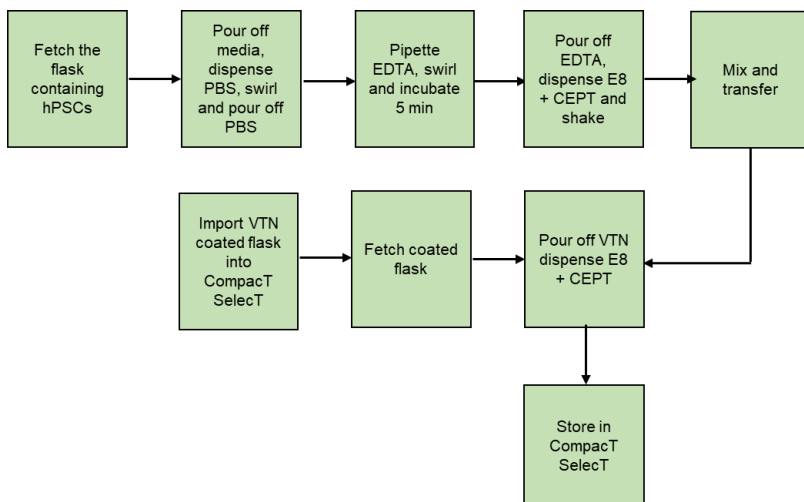 Fetch the
flask
containing
hPSCs
Pour off
media,
dispense
PBS, swirl
and pour off
PBS
Pipette
EDTA, swirl
and incubate
5 min
Pour off
EDTA,
dispense E8
+ CEPT and
shake
Mix and
transfer
Import VTN
coated flask
into
CompacT
SelecT
Fetch coated
flask
Pour off VTN
dispense E8
+ CEPT
Store in
CompacT
SelecT